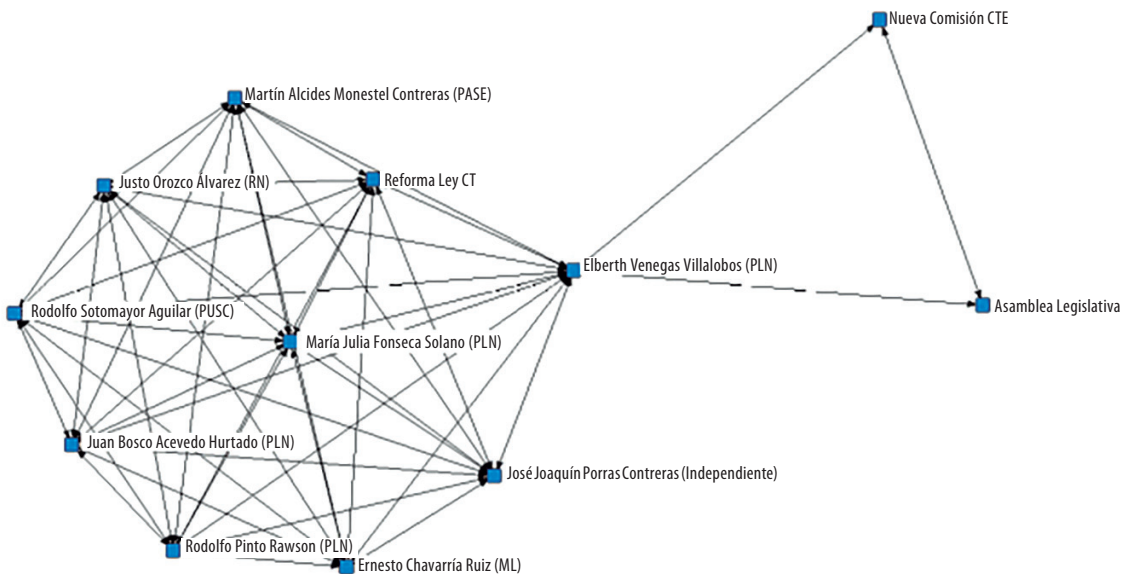 Nueva Comisión CTE
Martín Alcides Monestel Contreras (PASE)
Justo Orozco Álvarez (RN)
Reforma Ley CT
Elberth Venegas Villalobos (PLN)
Rodolfo Sotomayor Aguilar (PUSC)
Asamblea Legislativa
María Julia Fonseca Solano (PLN)
Juan Bosco Acevedo Hurtado (PLN)
José Joaquín Porras Contreras (Independiente)
Rodolfo Pinto Rawson (PLN)
Ernesto Chavarría Ruiz (ML)